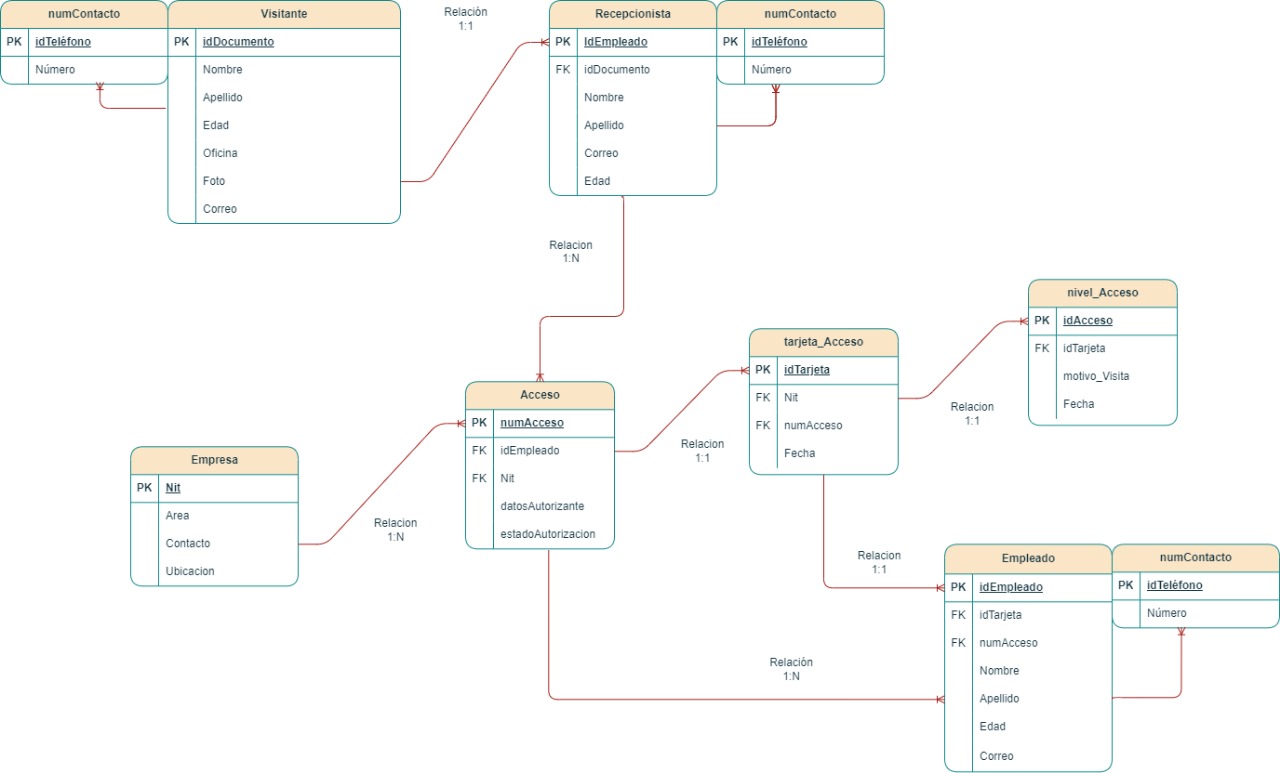 numContacto
PK idTeléfono
Número
Visitante
PK idDocumento
Nombre
Apellido
Edad
Oficina
Foto
Correo
Relación
1:1
Recepcionista
PK IdEmpleado
FK idDocumento
Nombre
Apellido
Correo
Edad
numContacto
PK idTeléfono
Número
Relacion
1:N
nivel_Acceso
PK idAcceso
FK idTarjeta
motivo_Visita
Fecha
tarjeta_Acceso
PK idTarjeta
FK Nit
FK numAcceso
Fecha
Relacion
1:1
Acceso
PK numAcceso
FK idEmpleado
FK Nit
datosAutorizante
estadoAutorizacion
Relacion
1:1
Empresa
PK Nit
Area
Contacto
Ubicacion
Relacion
1:N
Relacion
1:1
Empleado
PK idEmpleado
FK idTarjeta
FK numAcceso
Nombre
Apellido
Edad
Correo
numContacto
PK idTeléfono
Número
Relación
1:N